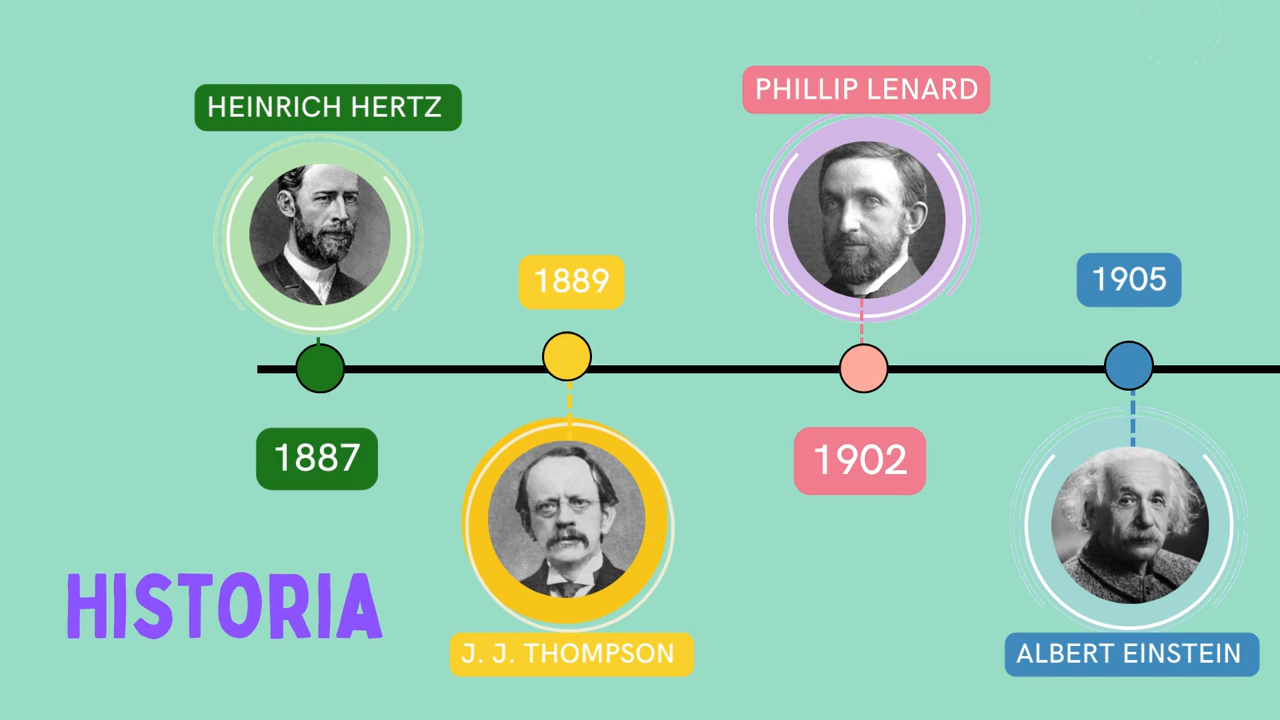 HEINRICH HERTZ
1887
1889
J. J. THOMPSON
PHILLIP LENARD
1902
1905
ALBERT EINSTEIN
HISTORIA